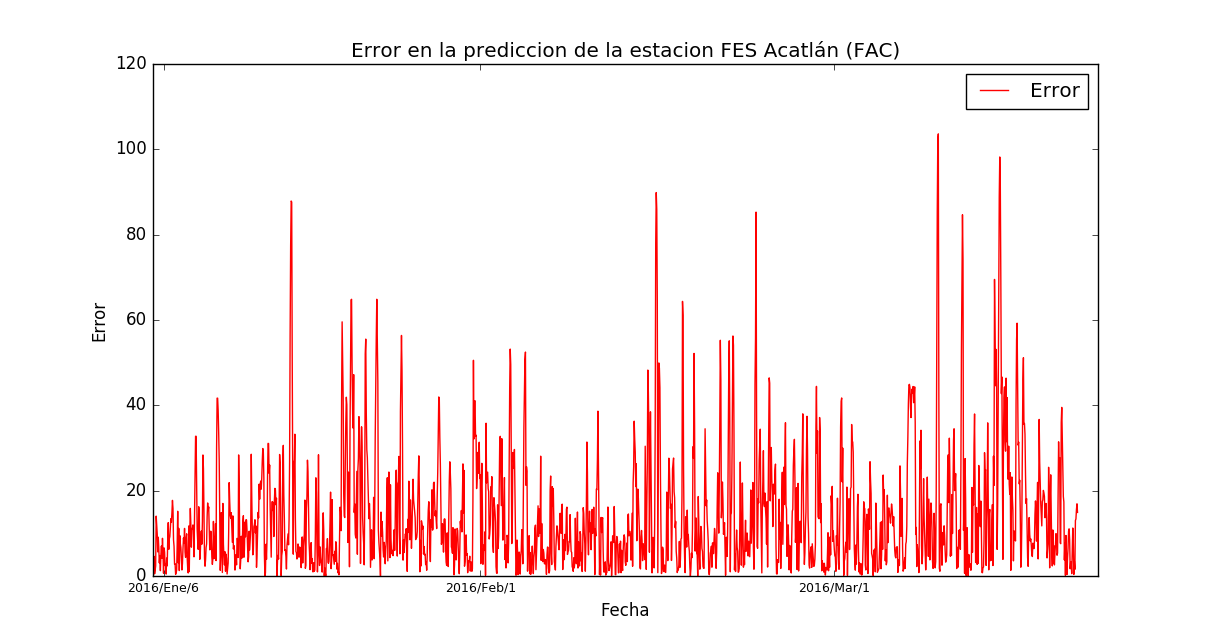 Error en la prediccion de la estacion FES Acatlán (FAC)
120
100
80
60
40
20
0
Error
Error
2016/Ene/6
2016/Feb/1
2016/Mar/1
Fecha